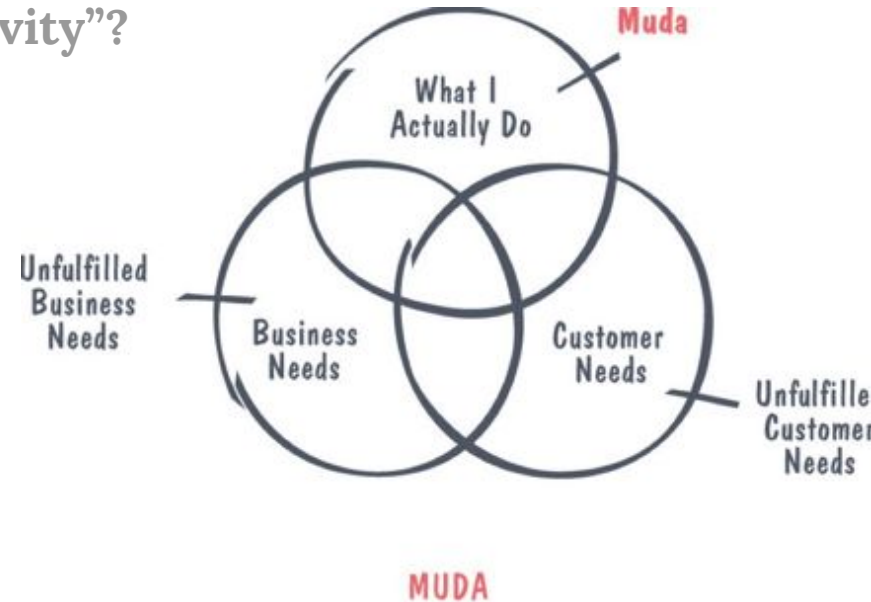 vity”?
Muda
What I
Actually Do
Unfulfilled
Business
Needs
Business
Needs
Customer
Needs
Unfulfille
Customer
Needs
MUDA